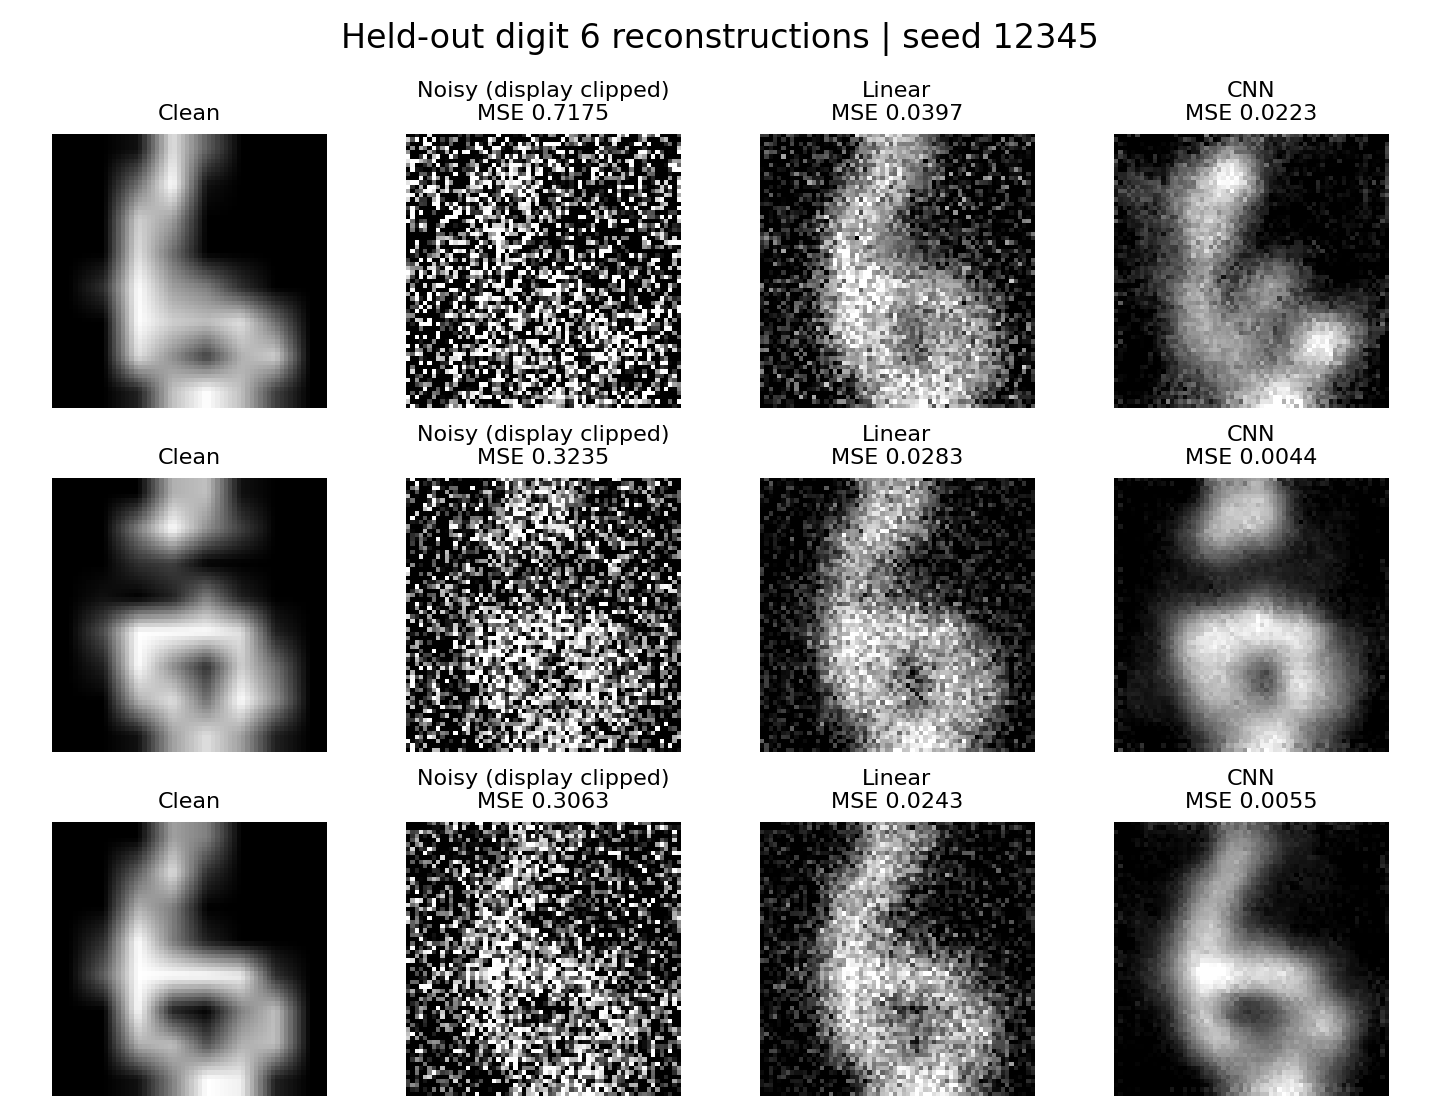 Held-out digit 6 reconstructions | seed 12345
Clean
Noisy (display clipped)
MSE 0.7175
Linear
MSE 0.0397
CNN
MSE 0.0223
Clean
Noisy (display clipped)
MSE 0.3235
Linear
MSE 0.0283
CNN
MSE 0.0044
Clean
Noisy (display clipped)
MSE 0.3063
Linear
MSE 0.0243
CNN
MSE 0.0055